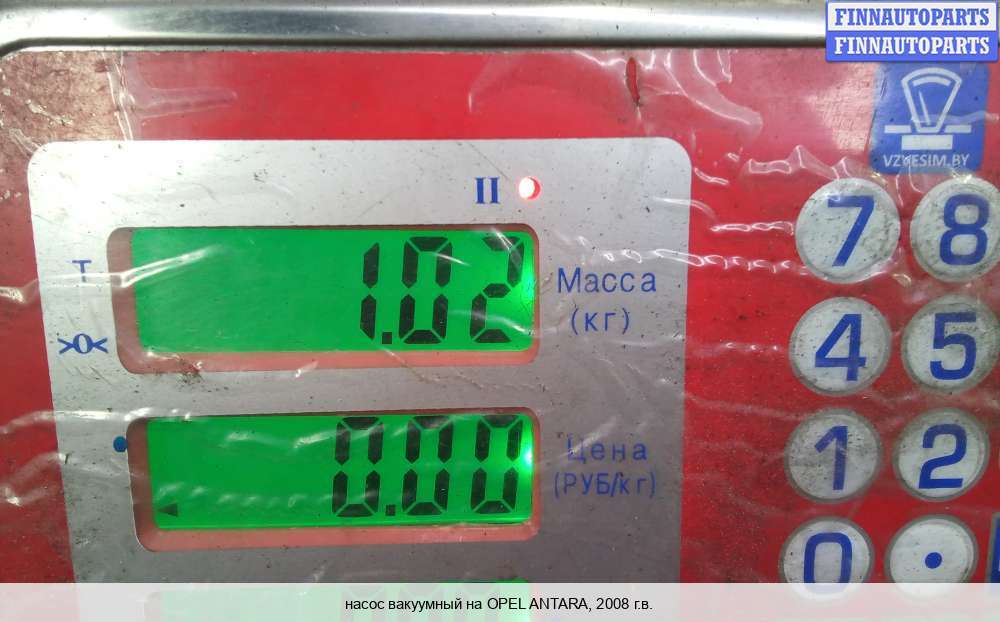 FINNAUTOPARTS
FINNAUTOPARTS
VZVESIM.BY
II
7 8
T
1.02
Масса
(кг)
>0<
4 5
0.00
Цена
(РУБ/кг)
1 2
0 .
насос вакуумный на OPEL ANTARA, 2008 г.в.